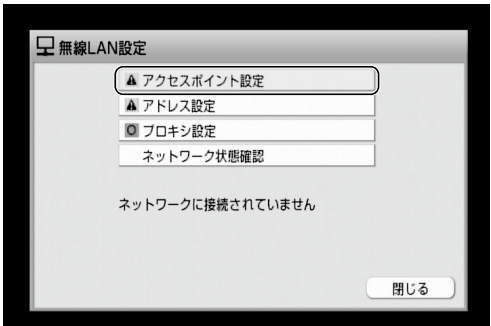 無線LAN設定
アクセスポイント設定
アドレス設定
プロキシ設定
ネットワーク状態確認
ネットワークに接続されていません
閉じる